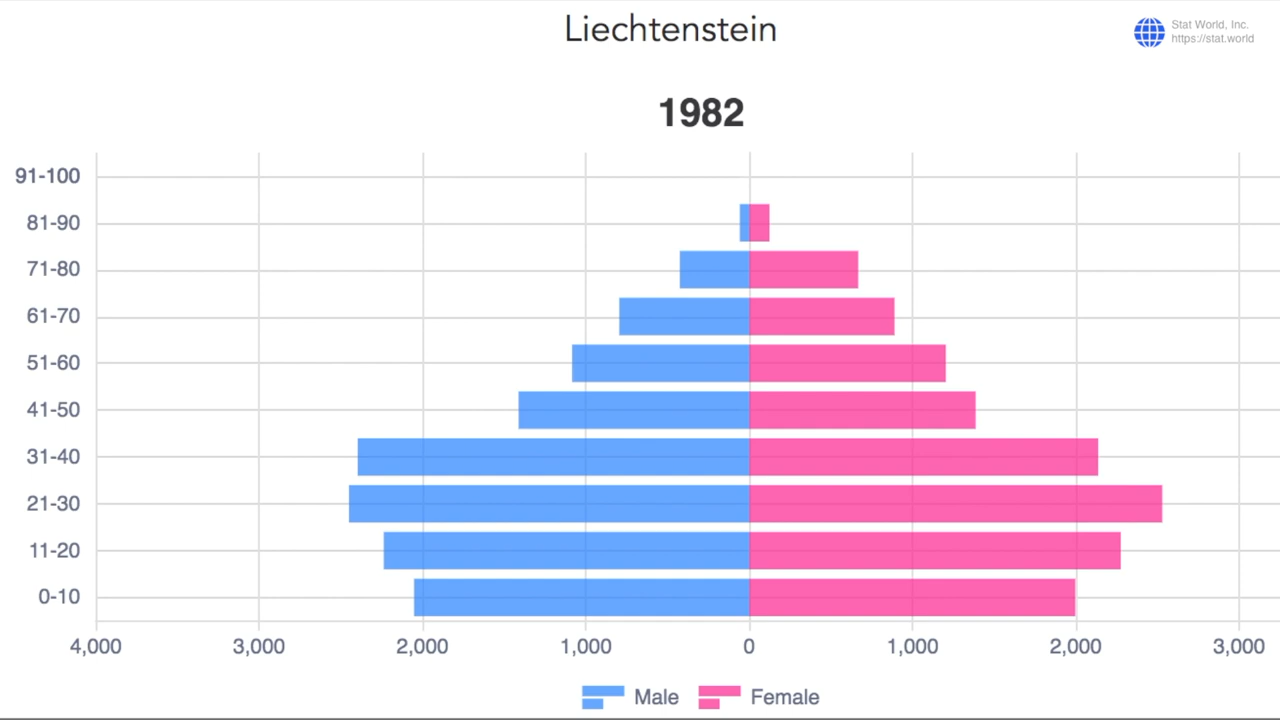 Liechtenstein
Stat World, Inc.
https://stat.world
1982
91-100
81-90
71-80
61-70
51-60
41-50
31-40
21-30
11-20
0-10
4,000 3,000 2,000 1,000 0 1,000 2,000 3,000
Male Female